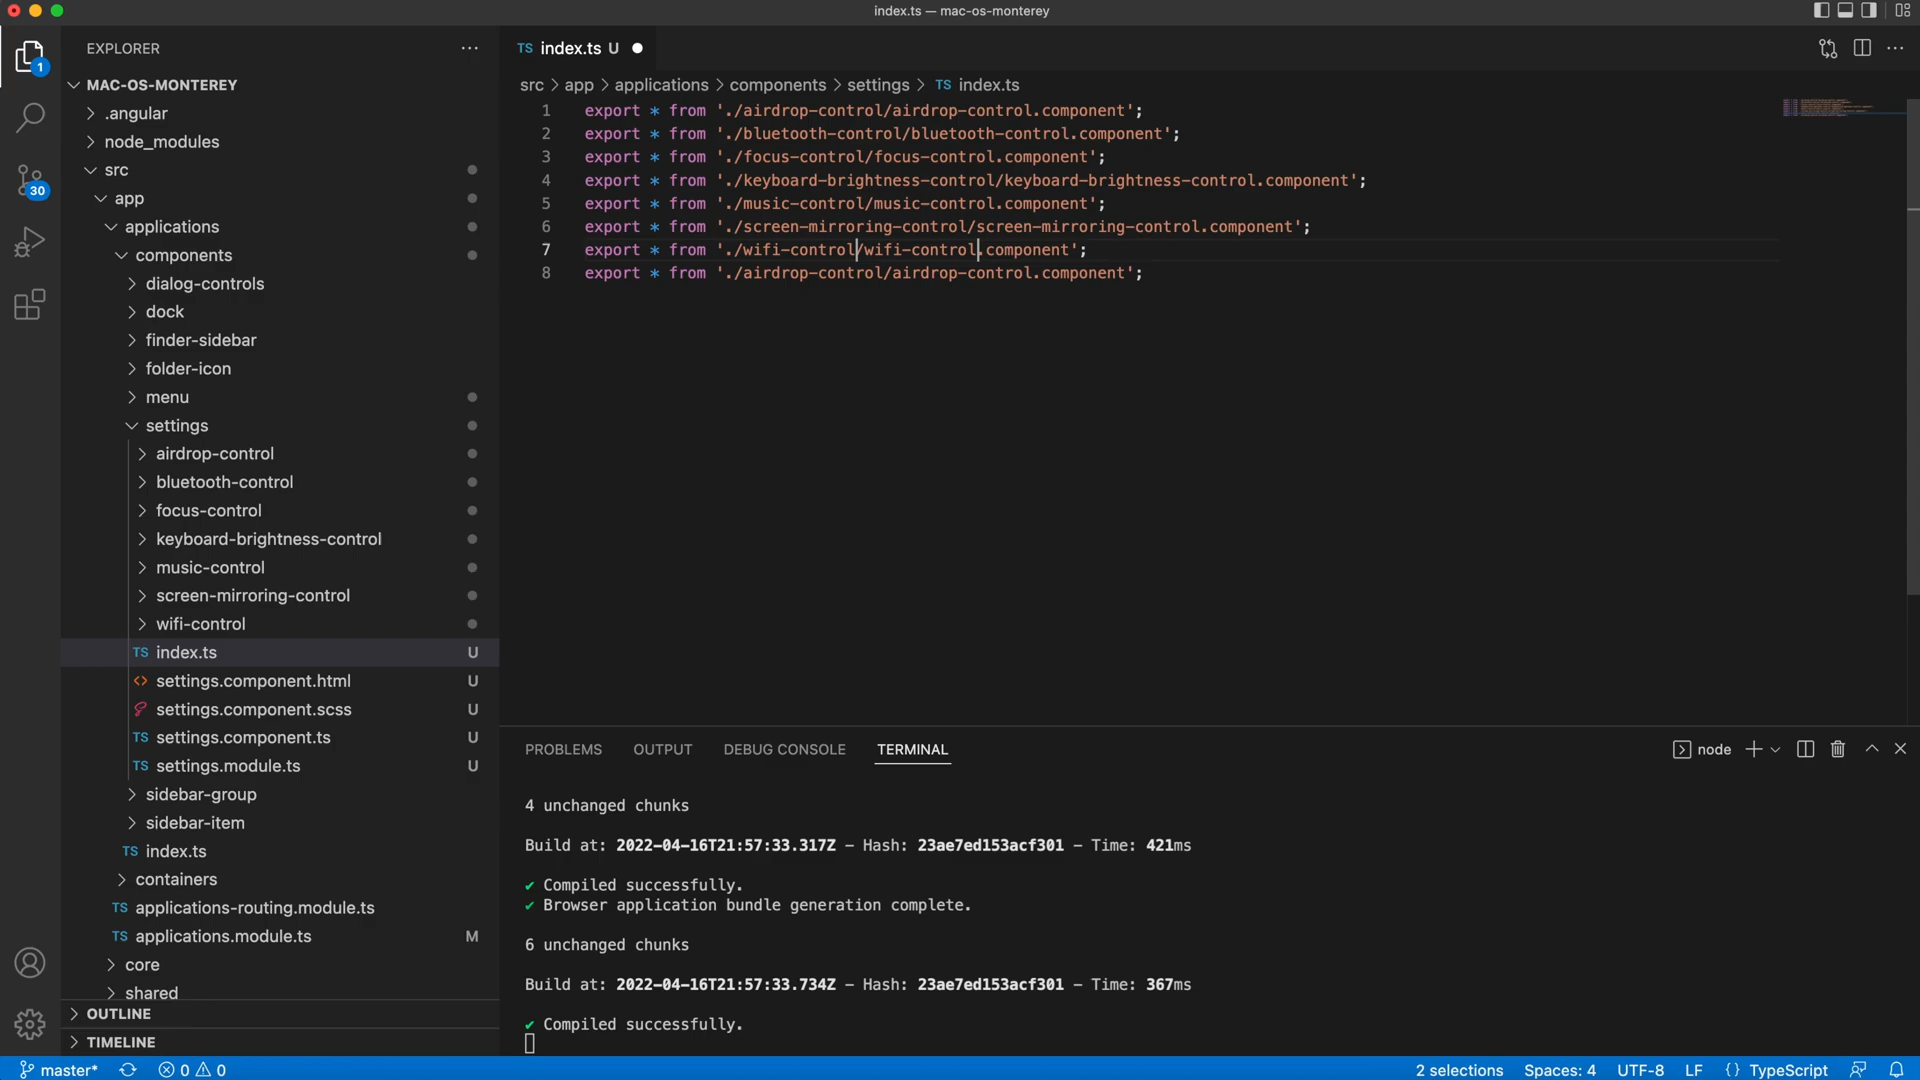 index.ts — mac-os-monterey
1
30
EXPLORER
MAC-OS-MONTEREY
.angular
node_modules
src
app
applications
components
dialog-controls
dock
finder-sidebar
folder-icon
menu
settings
airdrop-control
bluetooth-control
focus-control
keyboard-brightness-control
music-control
screen-mirroring-control
wifi-control
TS index.ts U
settings.component.html U
settings.component.scss U
TS settings.component.ts U
TS settings.module.ts U
sidebar-group
sidebar-item
TS index.ts
containers
TS applications-routing.module.ts
TS applications.module.ts M
core
shared
OUTLINE
TIMELINE
TS index.ts U
src > app > applications > components > settings > TS index.ts
1 export * from './airdrop-control/airdrop-control.component';
2 export * from './bluetooth-control/bluetooth-control.component';
3 export * from './focus-control/focus-control.component';
4 export * from './keyboard-brightness-control/keyboard-brightness-control.component';
5 export * from './music-control/music-control.component';
6 export * from './screen-mirroring-control/screen-mirroring-control.component';
7 export * from './wifi-control/wifi-control.component';
8 export * from './airdrop-control/airdrop-control.component';
PROBLEMS OUTPUT DEBUG CONSOLE TERMINAL
node
4 unchanged chunks
Build at: 2022-04-16T21:57:33.317Z - Hash: 23ae7ed153acf301 - Time: 421ms
✔ Compiled successfully.
✔ Browser application bundle generation complete.
6 unchanged chunks
Build at: 2022-04-16T21:57:33.734Z - Hash: 23ae7ed153acf301 - Time: 367ms
✔ Compiled successfully.
master* 0 0 2 selections Spaces: 4 UTF-8 LF {} TypeScript